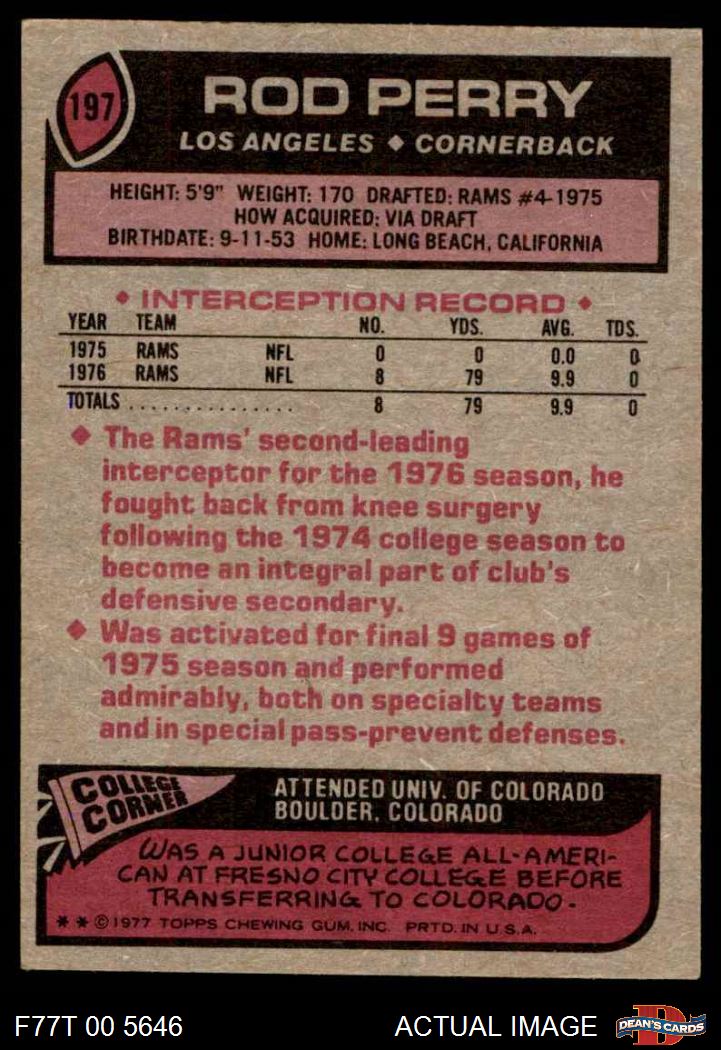 197
ROD PERRY
LOS ANGELES ◆ CORNERBACK
HEIGHT: 5'9" WEIGHT: 170 DRAFTED: RAMS #4-1975
HOW ACQUIRED: VIA DRAFT
BIRTHDATE: 9-11-53 HOME: LONG BEACH, CALIFORNIA
◆ INTERCEPTION RECORD ◆
YEAR TEAM NO. YDS. AVG. TDS.
1975 RAMS NFL 0 0 0.0 0
1976 RAMS NFL 8 79 9.9 0
TOTALS ................ 8 79 9.9 0
◆ The Rams' second-leading
interceptor for the 1976 season, he
fought back from knee surgery
following the 1974 college season to
become an integral part of club's
defensive secondary.
◆ Was activated for final 9 games of
1975 season and performed
admirably, both on specialty teams
and in special pass-prevent defenses.
COLLEGE
CORNER
ATTENDED UNIV. OF COLORADO
BOULDER, COLORADO
WAS A JUNIOR COLLEGE ALL-AMERI-
CAN AT FRESNO CITY COLLEGE BEFORE
TRANSFERRING TO COLORADO.
* * © 1977 TOPPS CHEWING GUM, INC. PRTD. IN U.S.A.
F77T 00 5646 ACTUAL IMAGE
D
DEAN'S CARDS